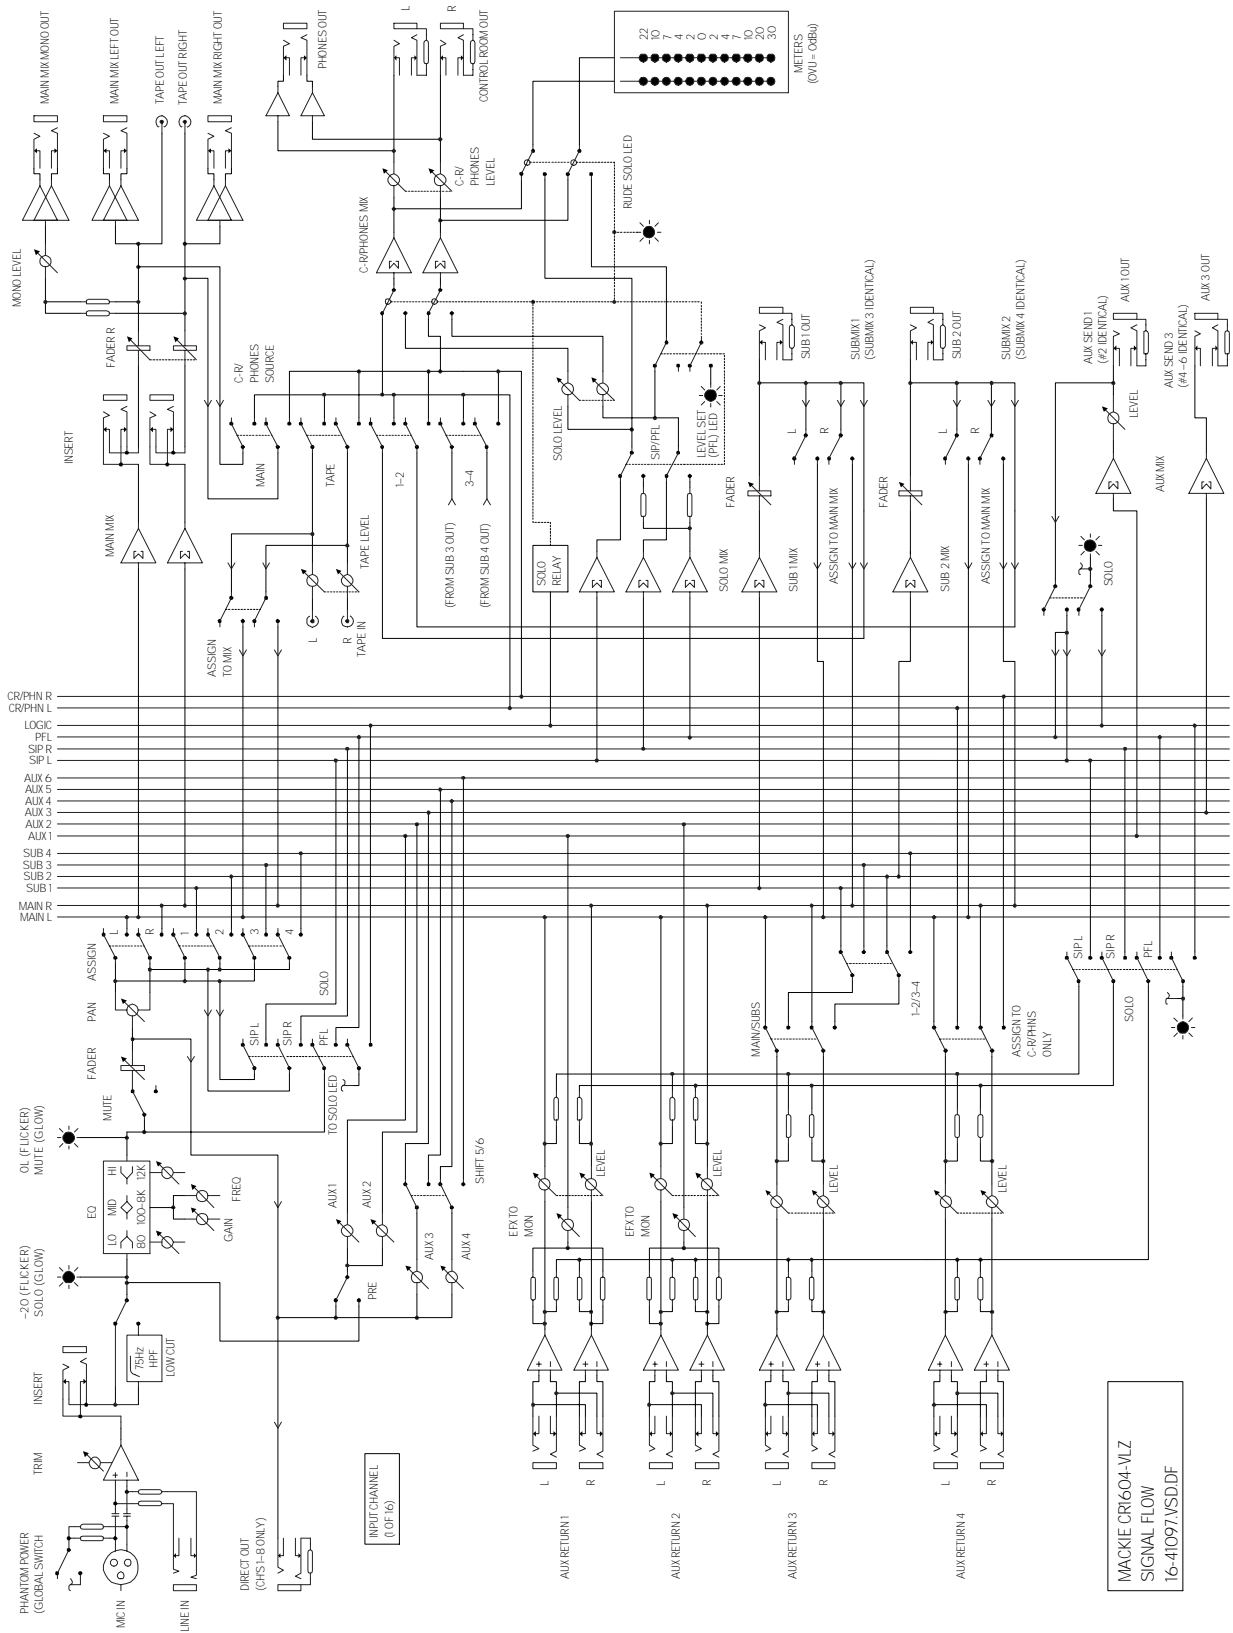 MAIN MIX MONO OUT
MAIN MIX LEFT OUT
TAPE OUT LEFT
TAPE OUT RIGHT
MAIN MIX RIGHT OUT
PHONES OUT
L
R
CONTROL ROOM OUT
22
10
7
4
2
0
2
4
7
10
20
30
METERS
(0VU = 0dBu)
MONO LEVEL
C-R/PHONES MIX
C-R/
PHONES
LEVEL
RUDE SOLO LED
FADER R
C-R/
PHONES
SOURCE
INSERT
MAIN
TAPE
1–2
3–4
SOLO LEVEL
SIP/PFL
LEVEL SET
(PFL) LED
SUB 1 OUT
SUBMIX 1
(SUBMIX 3 IDENTICAL)
SUB 2 OUT
SUBMIX 2
(SUBMIX 4 IDENTICAL)
AUX SEND 1
(#2 IDENTICAL)
AUX 1 OUT
AUX SEND 3
(#4–6 IDENTICAL)
AUX 3 OUT
MAIN MIX
Σ
Σ
Σ
Σ
TAPE LEVEL
ASSIGN
TO MIX
L
R
TAPE IN
(FROM SUB 3 OUT)
(FROM SUB 4 OUT)
SOLO
RELAY
Σ
Σ
Σ
SOLO MIX
FADER
L
R
Σ
SUB 1 MIX
ASSIGN TO MAIN MIX
FADER
L
R
Σ
SUB 2 MIX
ASSIGN TO MAIN MIX
LEVEL
Σ
AUX MIX
Σ
SOLO
CR/PHN R
CR/PHN L
LOGIC
PFL
SIP R
SIP L
AUX 6
AUX 5
AUX 4
AUX 3
AUX 2
AUX 1
SUB 4
SUB 3
SUB 2
SUB 1
MAIN R
MAIN L
ASSIGN
L
R
1
2
3
4
PAN
FADER
MUTE
SOLO
SIP L
SIP R
PFL
TO SOLO LED
OL (FLICKER)
MUTE (GLOW)
EQ
LO
MID
HI
80
100-8K
12K
FREQ
GAIN
–20 (FLICKER)
SOLO (GLOW)
AUX 1
AUX 2
PRE
AUX 3
AUX 4
SHIFT 5/6
75Hz
HPF
LOW CUT
INSERT
TRIM
+
–
PHANTOM POWER
(GLOBAL SWITCH)
MIC IN
LINE IN
DIRECT OUT
(CH'S 1–8 ONLY)
INPUT CHANNEL
(1 OF 16)
EFX TO
MON
LEVEL
EFX TO
MON
LEVEL
MAIN/SUBS
LEVEL
1–2/3–4
ASSIGN TO
C-R/PHNS
ONLY
LEVEL
SIP L
SIP R
PFL
SOLO
+
–
+
–
+
–
+
–
+
–
+
–
+
–
+
–
L
R
AUX RETURN 1
L
R
AUX RETURN 2
L
R
AUX RETURN 3
L
R
AUX RETURN 4
MACKIE CR1604-VLZ
SIGNAL FLOW
16-41097.VSD.DF